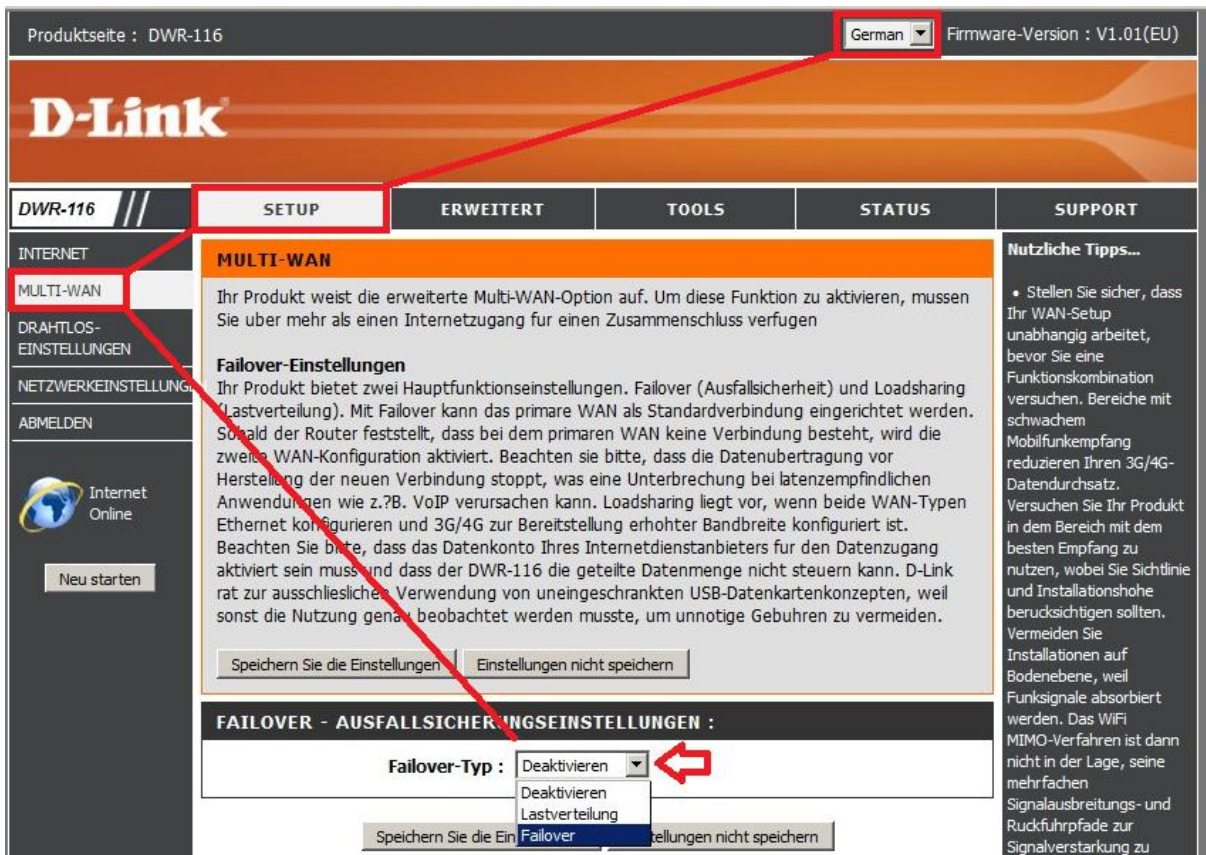 Produktseite : DWR-116
German
Firmware-Version : V1.01(EU)
D-Link
DWR-116
SETUP
ERWEITERT
TOOLS
STATUS
SUPPORT
INTERNET
MULTI-WAN
DRAHTLOS-
EINSTELLUNGEN
NETZWERKEINSTELLUNG
ABMELDEN
Internet
Online
Neu starten
MULTI-WAN
Ihr Produkt weist die erweiterte Multi-WAN-Option auf. Um diese Funktion zu aktivieren, mussen
Sie uber mehr als einen Internetzugang fur einen Zusammenschluss verfugen
Failover-Einstellungen
Ihr Produkt bietet zwei Hauptfunktionseinstellungen. Failover (Ausfallsicherheit) und Loadsharing
(Lastverteilung). Mit Failover kann das primare WAN als Standardverbindung eingerichtet werden.
Sobald der Router feststellt, dass bei dem primaren WAN keine Verbindung besteht, wird die
zweite WAN-Konfiguration aktiviert. Beachten sie bitte, dass die Datenubertragung vor
Herstellung der neuen Verbindung stoppt, was eine Unterbrechung bei latenzempfindlichen
Anwendungen wie z.?B. VoIP verursachen kann. Loadsharing liegt vor, wenn beide WAN-Typen
Ethernet konfigurieren und 3G/4G zur Bereitstellung erhohter Bandbreite konfiguriert ist.
Beachten Sie bitte, dass das Datenkonto Ihres Internetdienstanbieters fur den Datenzugang
aktiviert sein muss und dass der DWR-116 die geteilte Datenmenge nicht steuern kann. D-Link
rat zur ausschlieslichen Verwendung von uneingeschrankten USB-Datenkartenkonzepten, weil
sonst die Nutzung genau beobachtet werden musste, um unnotige Gebuhren zu vermeiden.
Speichern Sie die Einstellungen
Einstellungen nicht speichern
FAILOVER - AUSFALLSICHERUNGSEINSTELLUNGEN :
Failover-Typ :
Deaktivieren
Deaktivieren
Lastverteilung
Failover
Speichern Sie die Ein
tellungen nicht speichern
Nutzliche Tipps...
• Stellen Sie sicher, dass
Ihr WAN-Setup
unabhangig arbeitet,
bevor Sie eine
Funktionskombination
versuchen. Bereiche mit
schwachem
Mobilfunkempfang
reduzieren Ihren 3G/4G-
Datendurchsatz.
Versuchen Sie Ihr Produkt
in dem Bereich mit dem
besten Empfang zu
nutzen, wobei Sie Sichtlinie
und Installationshohe
berucksichtigen sollten.
Vermeiden Sie
Installationen auf
Bodenebene, weil
Funksignale absorbiert
werden. Das WiFi
MIMO-Verfahren ist dann
nicht in der Lage, seine
mehrfachen
Signalausbreitungs- und
Ruckfuhrpfade zur
Signalverstarkung zu